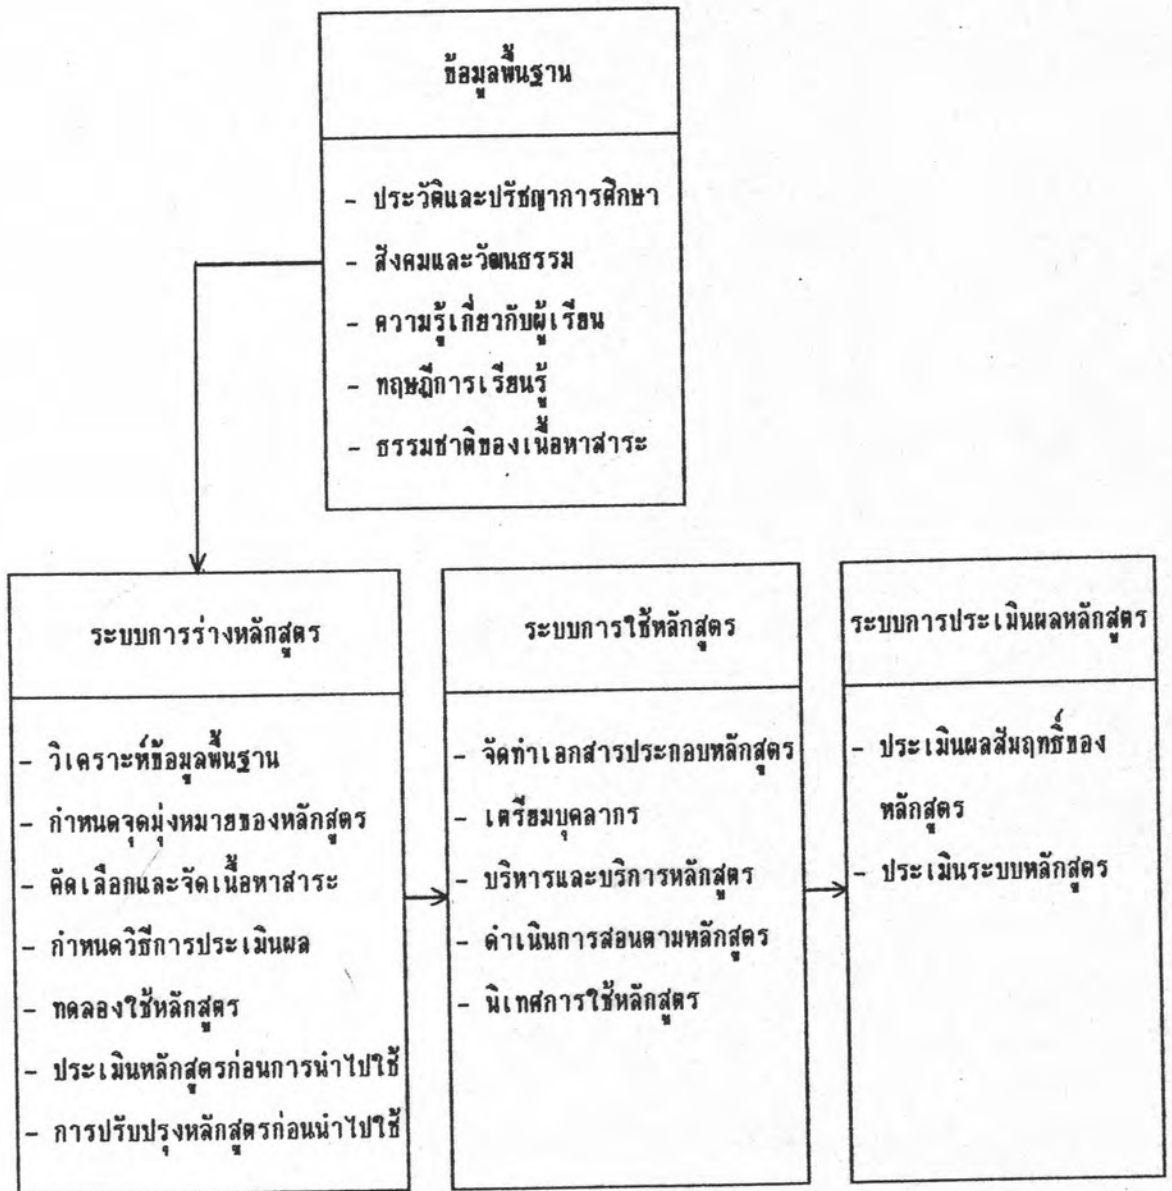 ข้อมูลพื้นฐาน
- ประวัติและปรัชญาการศึกษา
- สังคมและวัฒนธรรม
- ความรู้เกี่ยวกับผู้เรียน
- ทฤษฎีการเรียนรู้
- ธรรมชาติของเนื้อหาสาระ
ระบบการร่างหลักสูตร
- วิเคราะห์ข้อมูลพื้นฐาน
- กำหนดจุดมุ่งหมายของหลักสูตร
- คัดเลือกและจัดเนื้อหาสาระ
- กำหนดวิธีการประเมินผล
- ทดลองใช้หลักสูตร
- ประเมินหลักสูตรก่อนการนำไปใช้
- การปรับปรุงหลักสูตรก่อนนำไปใช้
ระบบการใช้หลักสูตร
- จัดทำเอกสารประกอบหลักสูตร
- เตรียมบุคลากร
- บริหารและบริการหลักสูตร
- ดำเนินการสอนตามหลักสูตร
- นิเทศการใช้หลักสูตร
ระบบการประเมินผลหลักสูตร
- ประเมินผลสัมฤทธิ์ของ
หลักสูตร
- ประเมินระบบหลักสูตร